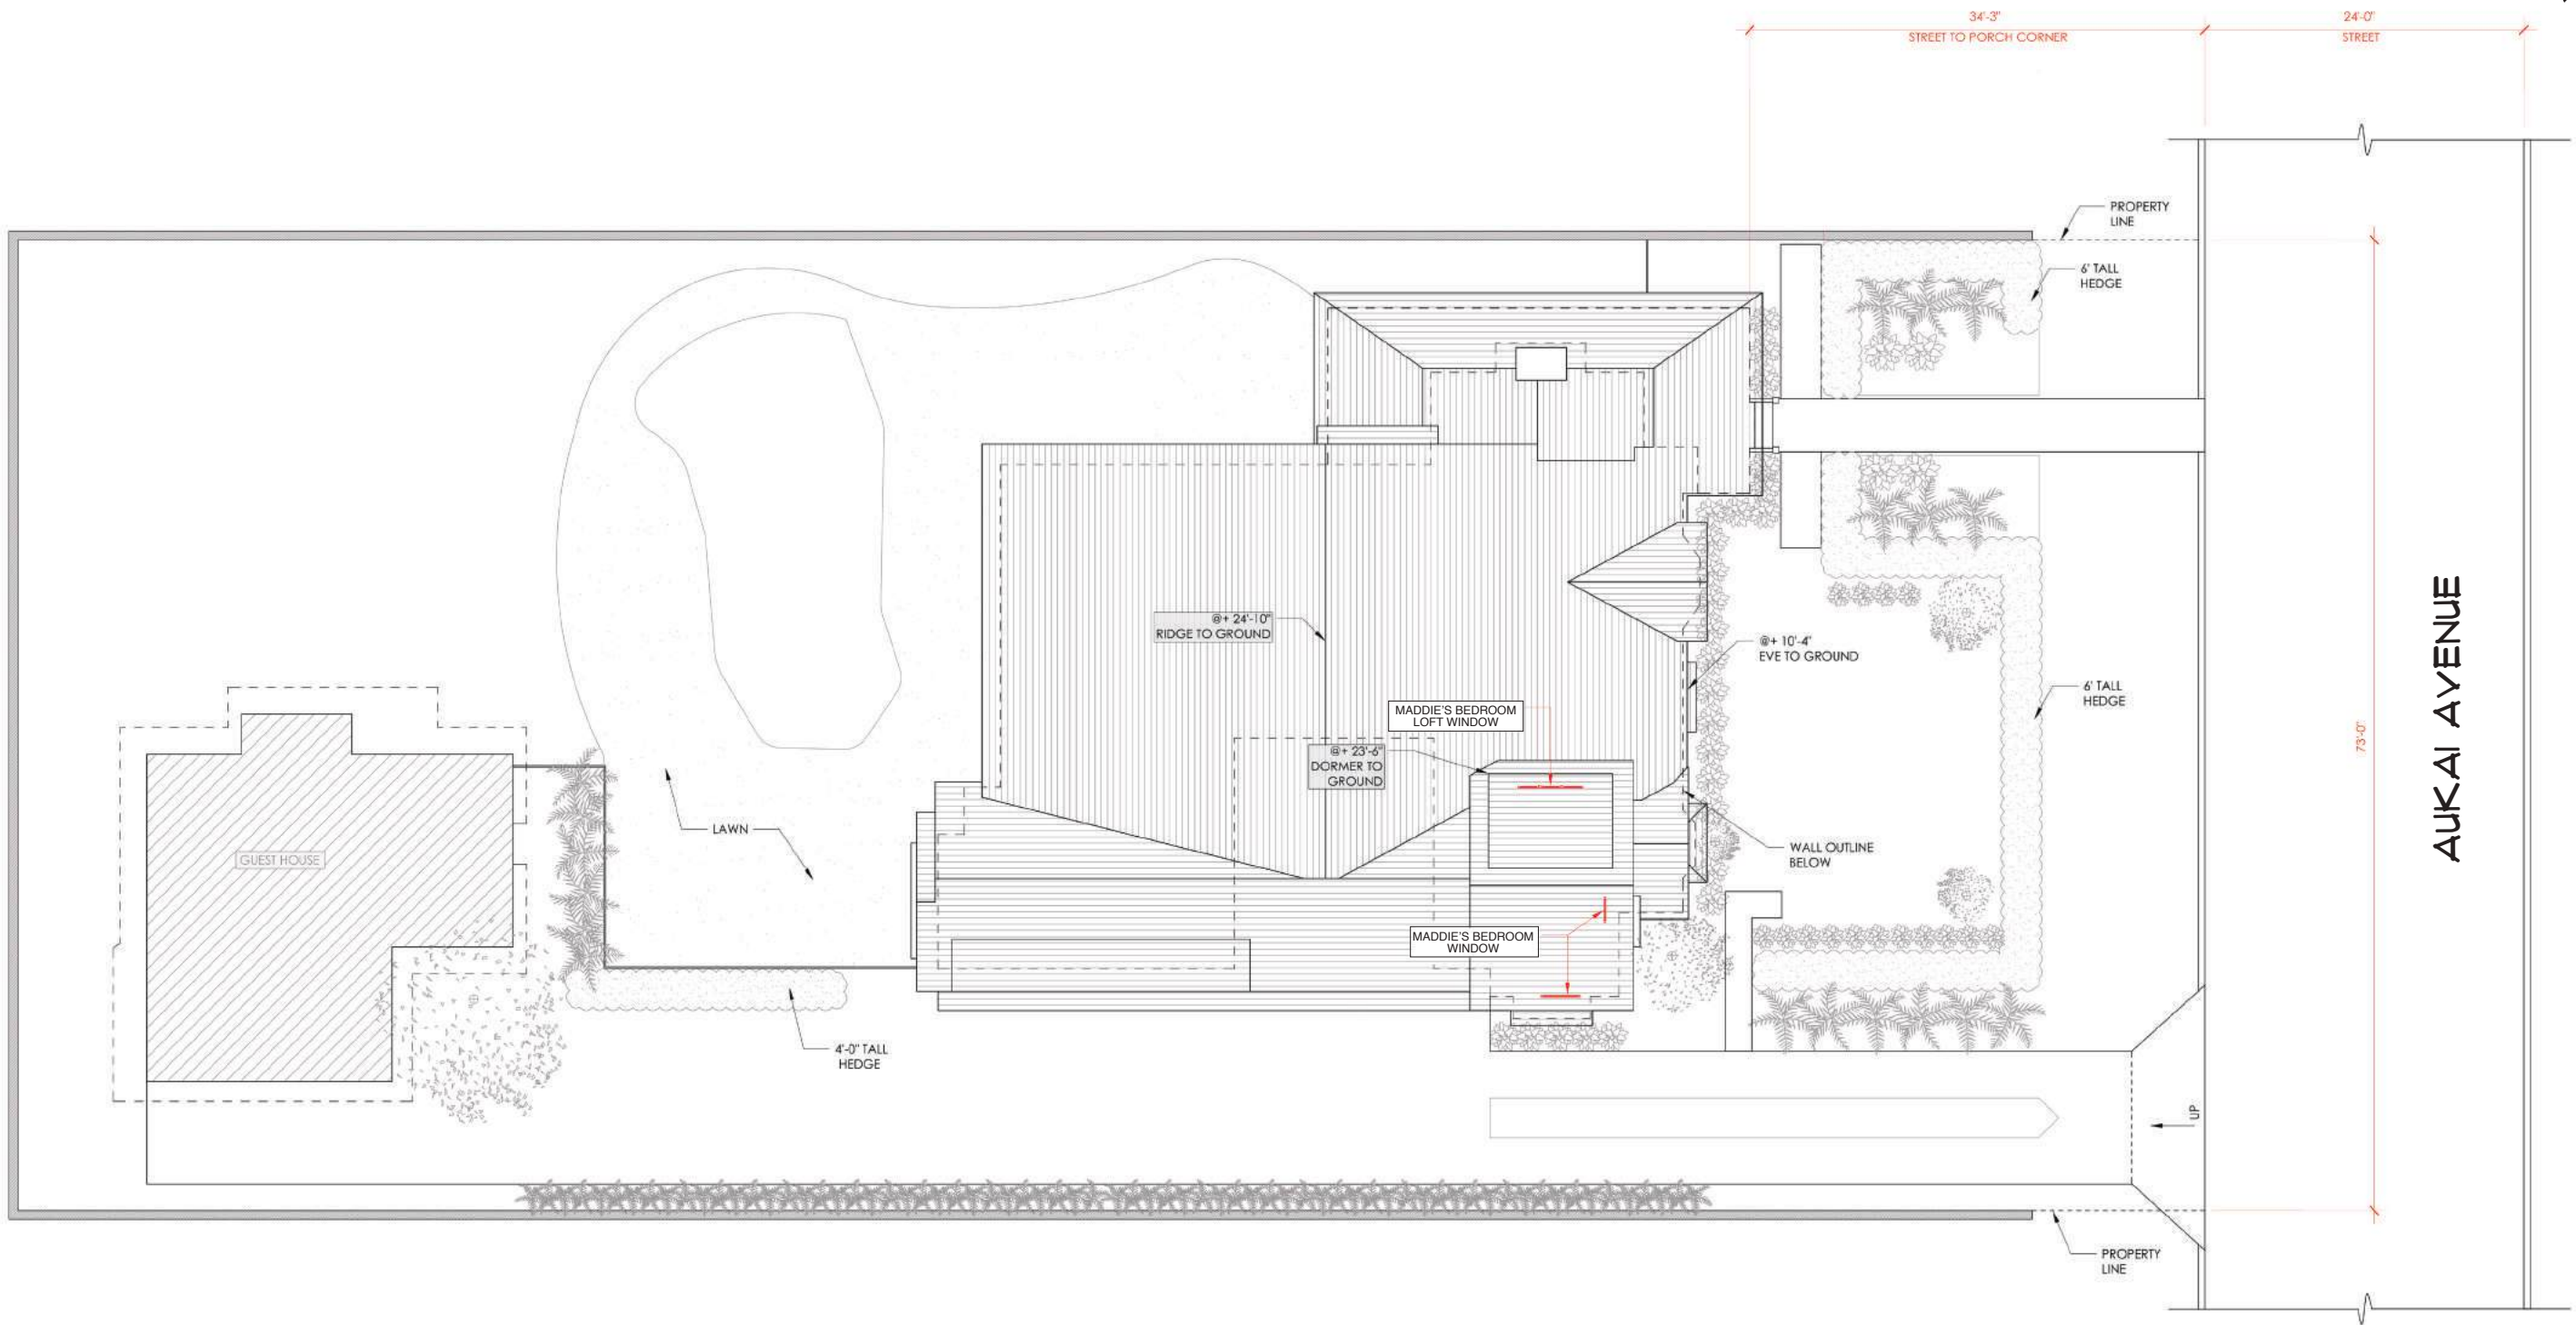 34'-3"
STREET TO PORCH CORNER
24'-0"
STREET
PROPERTY
LINE
6' TALL
HEDGE
@+ 24'-10"
RIDGE TO GROUND
@+ 10'-4"
EVE TO GROUND
6' TALL
HEDGE
MADDIE'S BEDROOM
LOFT WINDOW
@+ 23'-6"
DORMER TO
GROUND
73'-0"
AUKAI AVENUE
LAWN
WALL OUTLINE
BELOW
GUEST HOUSE
MADDIE'S BEDROOM
WINDOW
4'-0" TALL
HEDGE
UP
PROPERTY
LINE